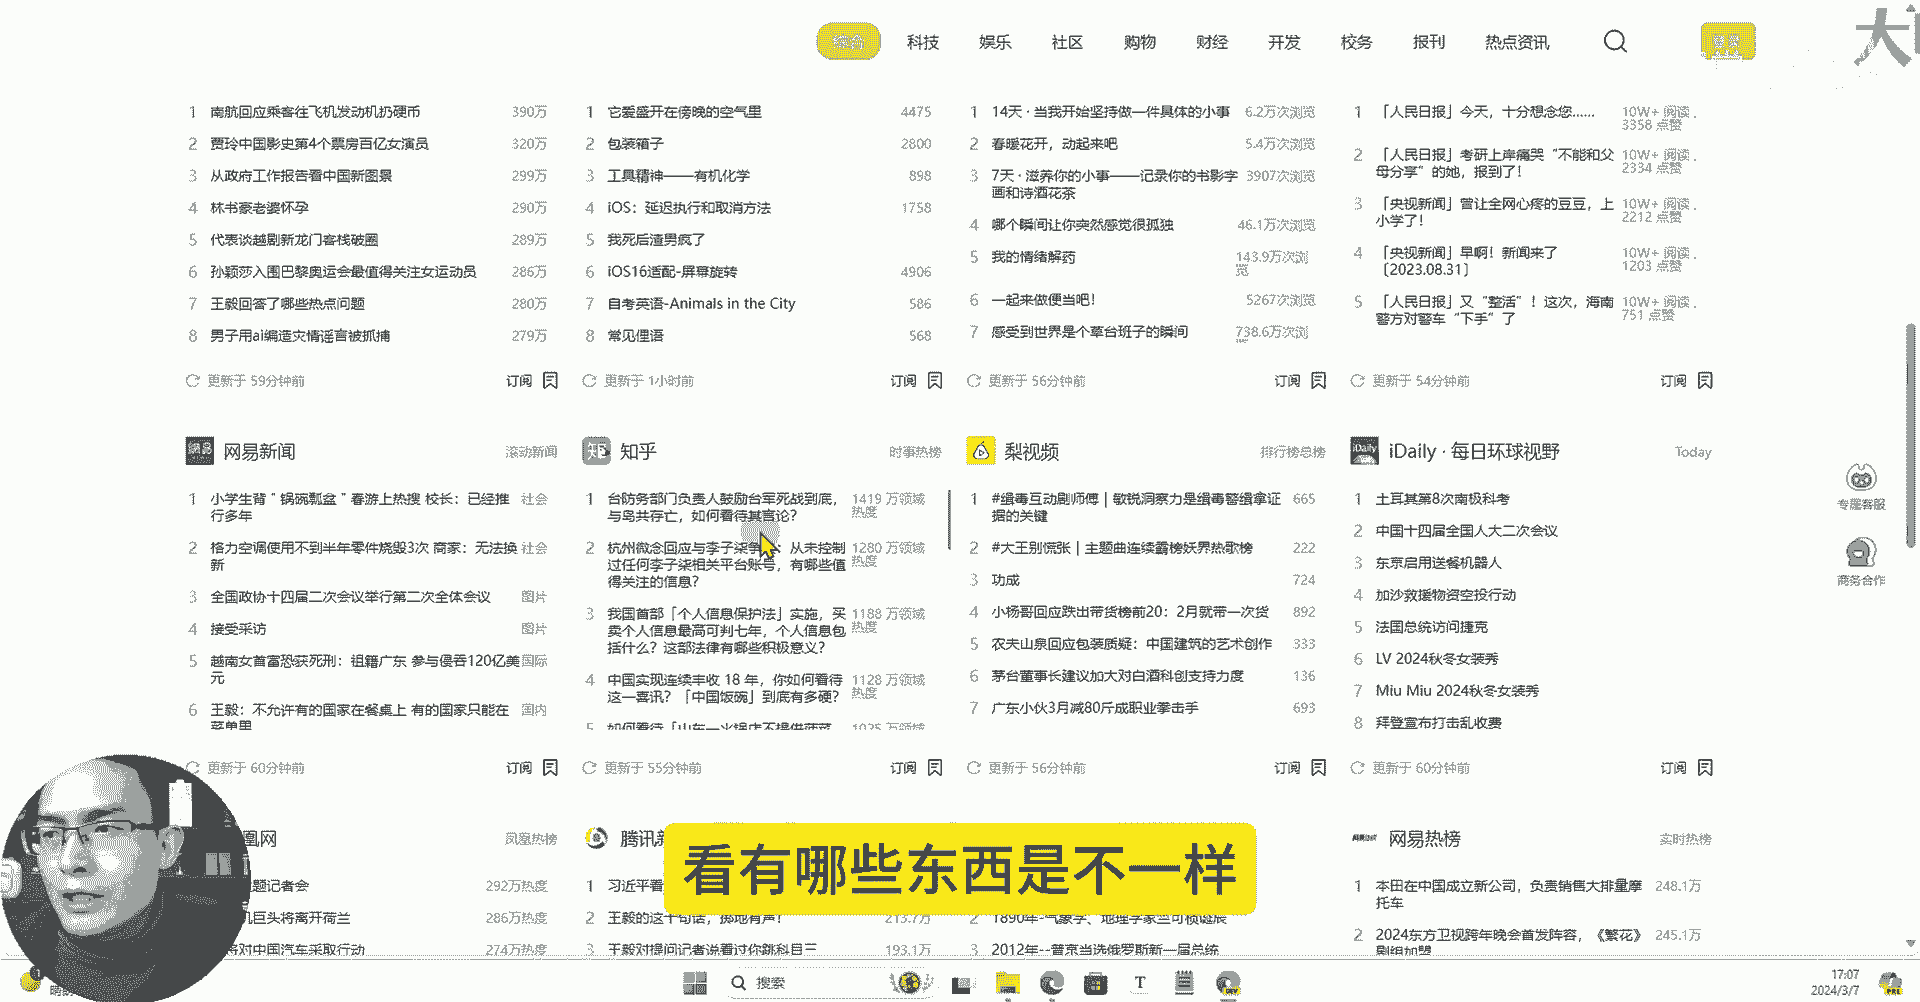 综合 科技 娱乐 社区 购物 财经 开发 校务 报刊 热点资讯 登录
1 南航回应乘客往飞机发动机扔硬币 390万
2 贾玲中国影史第4个票房百亿女演员 320万
3 从政府工作报告看中国新图景 299万
4 林书豪老婆怀孕 290万
5 代表谈越剧新龙门客栈破圈 289万
6 孙颖莎入围巴黎奥运会最值得关注女运动员 286万
7 王毅回答了哪些热点问题 280万
8 男子用ai编造灾情谣言被抓捕 279万
更新于 59分钟前 订阅
1 它爱盛开在傍晚的空气里 4475
2 包装箱子 2800
3 工具精神——有机化学 898
4 iOS：延迟执行和取消方法 1758
5 我死后渣男疯了
6 iOS16适配-屏幕旋转 4906
7 自考英语-Animals in the City 586
8 常见俚语 568
更新于 1小时前 订阅
1 14天 · 当我开始坚持做一件具体的小事 6.2万次浏览
2 春暖花开，动起来吧 5.4万次浏览
3 7天 · 滋养你的小事——记录你的书影字 3907次浏览
画和诗酒花茶
4 哪个瞬间让你突然感觉很孤独 46.1万次浏览
5 我的情绪解药 143.9万次浏
览
6 一起来做便当吧！ 5267次浏览
7 感受到世界是个草台班子的瞬间 738.6万次浏
更新于 56分钟前 订阅
1 「人民日报」今天，十分想念您…… 10W+ 阅读 .
3358 点赞
2 「人民日报」考研上岸痛哭“不能和父 10W+ 阅读 .
母分享”的她，报到了！ 2334 点赞
3 「央视新闻」曾让全网心疼的豆豆，上 10W+ 阅读 .
小学了！ 2212 点赞
4 「央视新闻」早啊！新闻来了 10W+ 阅读 .
〔2023.08.31〕 1203 点赞
5 「人民日报」又“整活”！这次，海南 10W+ 阅读 .
警方对警车“下手”了 751 点赞
更新于 54分钟前 订阅
网易新闻 滚动新闻
1 小学生背＂锅碗瓢盆＂春游上热搜 校长：已经推 社会
行多年
2 格力空调使用不到半年零件烧毁3次 商家：无法换 社会
新
3 全国政协十四届二次会议举行第二次全体会议 图片
4 接受采访 图片
5 越南女首富恐获死刑：祖籍广东 参与侵吞120亿美 国际
元
6 王毅：不允许有的国家在餐桌上 有的国家只能在 国内
菜单里
更新于 60分钟前 订阅
知乎 时事热榜
1 台防务部门负责人鼓励台军死战到底， 1419 万领域
与岛共存亡，如何看待其言论？ 热度
2 杭州微念回应与李子柒争 ：从未控制 1280 万领域
过任何李子柒相关平台账号，有哪些值 热度
得关注的信息？
3 我国首部「个人信息保护法」实施，买 1188 万领域
卖个人信息最高可判七年，个人信息包 热度
括什么？这部法律有哪些积极意义？
4 中国实现连续丰收 18 年，你如何看待 1128 万领域
这一喜讯？「中国饭碗」到底有多硬？ 热度
5 如何看待「山东一火锅店不提供菠菜 1025 万领域
更新于 55分钟前 订阅
梨视频 排行榜总榜
1 #缉毒互动剧师傅｜敏锐洞察力是缉毒警缉拿证 665
据的关键
2 #大王别慌张｜主题曲连续霸榜妖界热歌榜 222
3 功成 724
4 小杨哥回应跌出带货榜前20：2月就带一次货 892
5 农夫山泉回应包装质疑：中国建筑的艺术创作 333
6 茅台董事长建议加大对白酒科创支持力度 136
7 广东小伙3月减80斤成职业拳击手 693
更新于 56分钟前 订阅
iDaily · 每日环球视野 Today
1 土耳其第8次南极科考
2 中国十四届全国人大二次会议
3 东京启用送餐机器人
4 加沙救援物资空投行动
5 法国总统访问捷克
6 LV 2024秋冬女装秀
7 Miu Miu 2024秋冬女装秀
8 拜登宣布打击乱收费
更新于 60分钟前 订阅
专属客服
商务合作
凰网 凤凰热榜
题记者会 292万热度
巨头将离开荷兰 286万热度
将对中国汽车采取行动 274万热度
腾讯新
1 习近平看
2 王毅的这十句话，掷地有声！ 213.7万
3 王毅对提问记者说看过你跳科目三 193.1万
2 1890年-气象学、地理学家竺可桢诞辰
3 2012年--普京当选俄罗斯新一届总统
网易热榜 实时热榜
1 本田在中国成立新公司，负责销售大排量摩 248.1万
托车
2 2024东方卫视跨年晚会首发阵容，《繁花》 245.1万
剧组加盟
看有哪些东西是不一样
搜索
17:07
2024/3/7